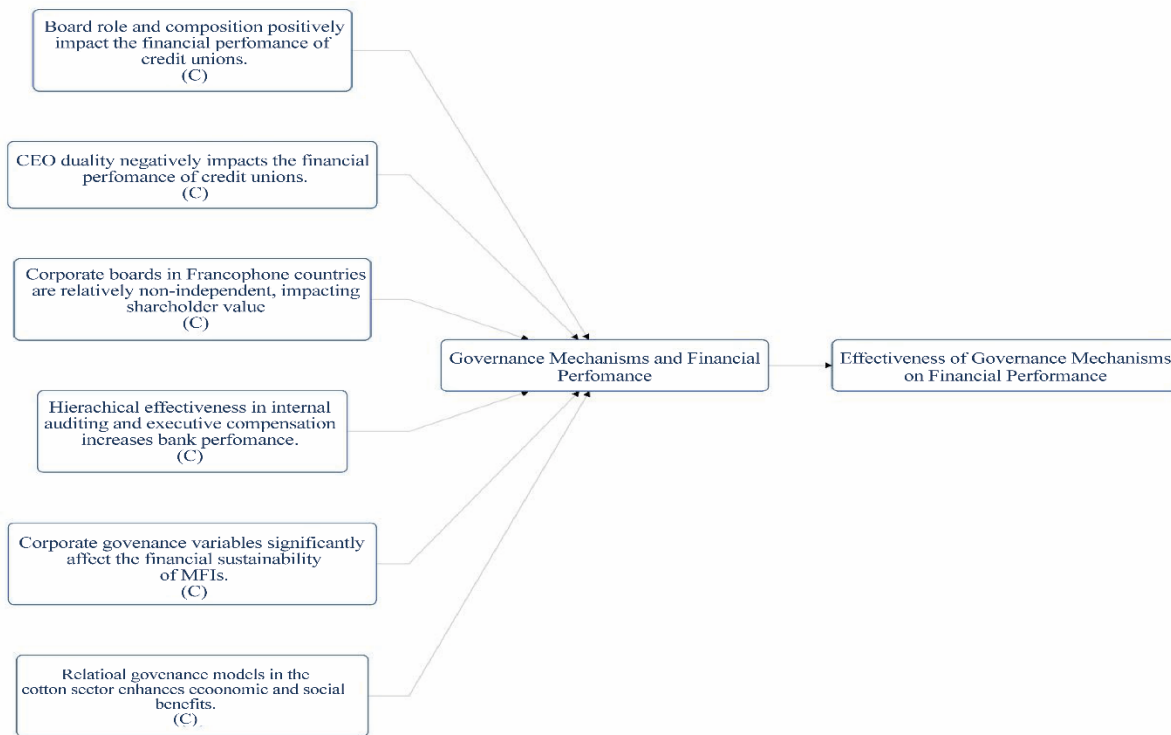 Board role and composition positively
impact the financial perfomance of
credit unions.
(C)
CEO duality negatively impacts the financial
perfomance of credit unions.
(C)
Corporate boards in Francophone countries
are relatively non-independent, impacting
shareholder value
(C)
Governance Mechanisms and Financial
Perfomance
Effectiveness of Governance Mechanisms
on Financial Performance
Hierachical effectiveness in internal
auditing and executive compensation
increases bank perfomance.
(C)
Corporate govenance variables significantly
affect the financial sustainability
of MFIs.
(C)
Relatioal govenance models in the
cotton sector enhances economic and social
benefits.
(C)